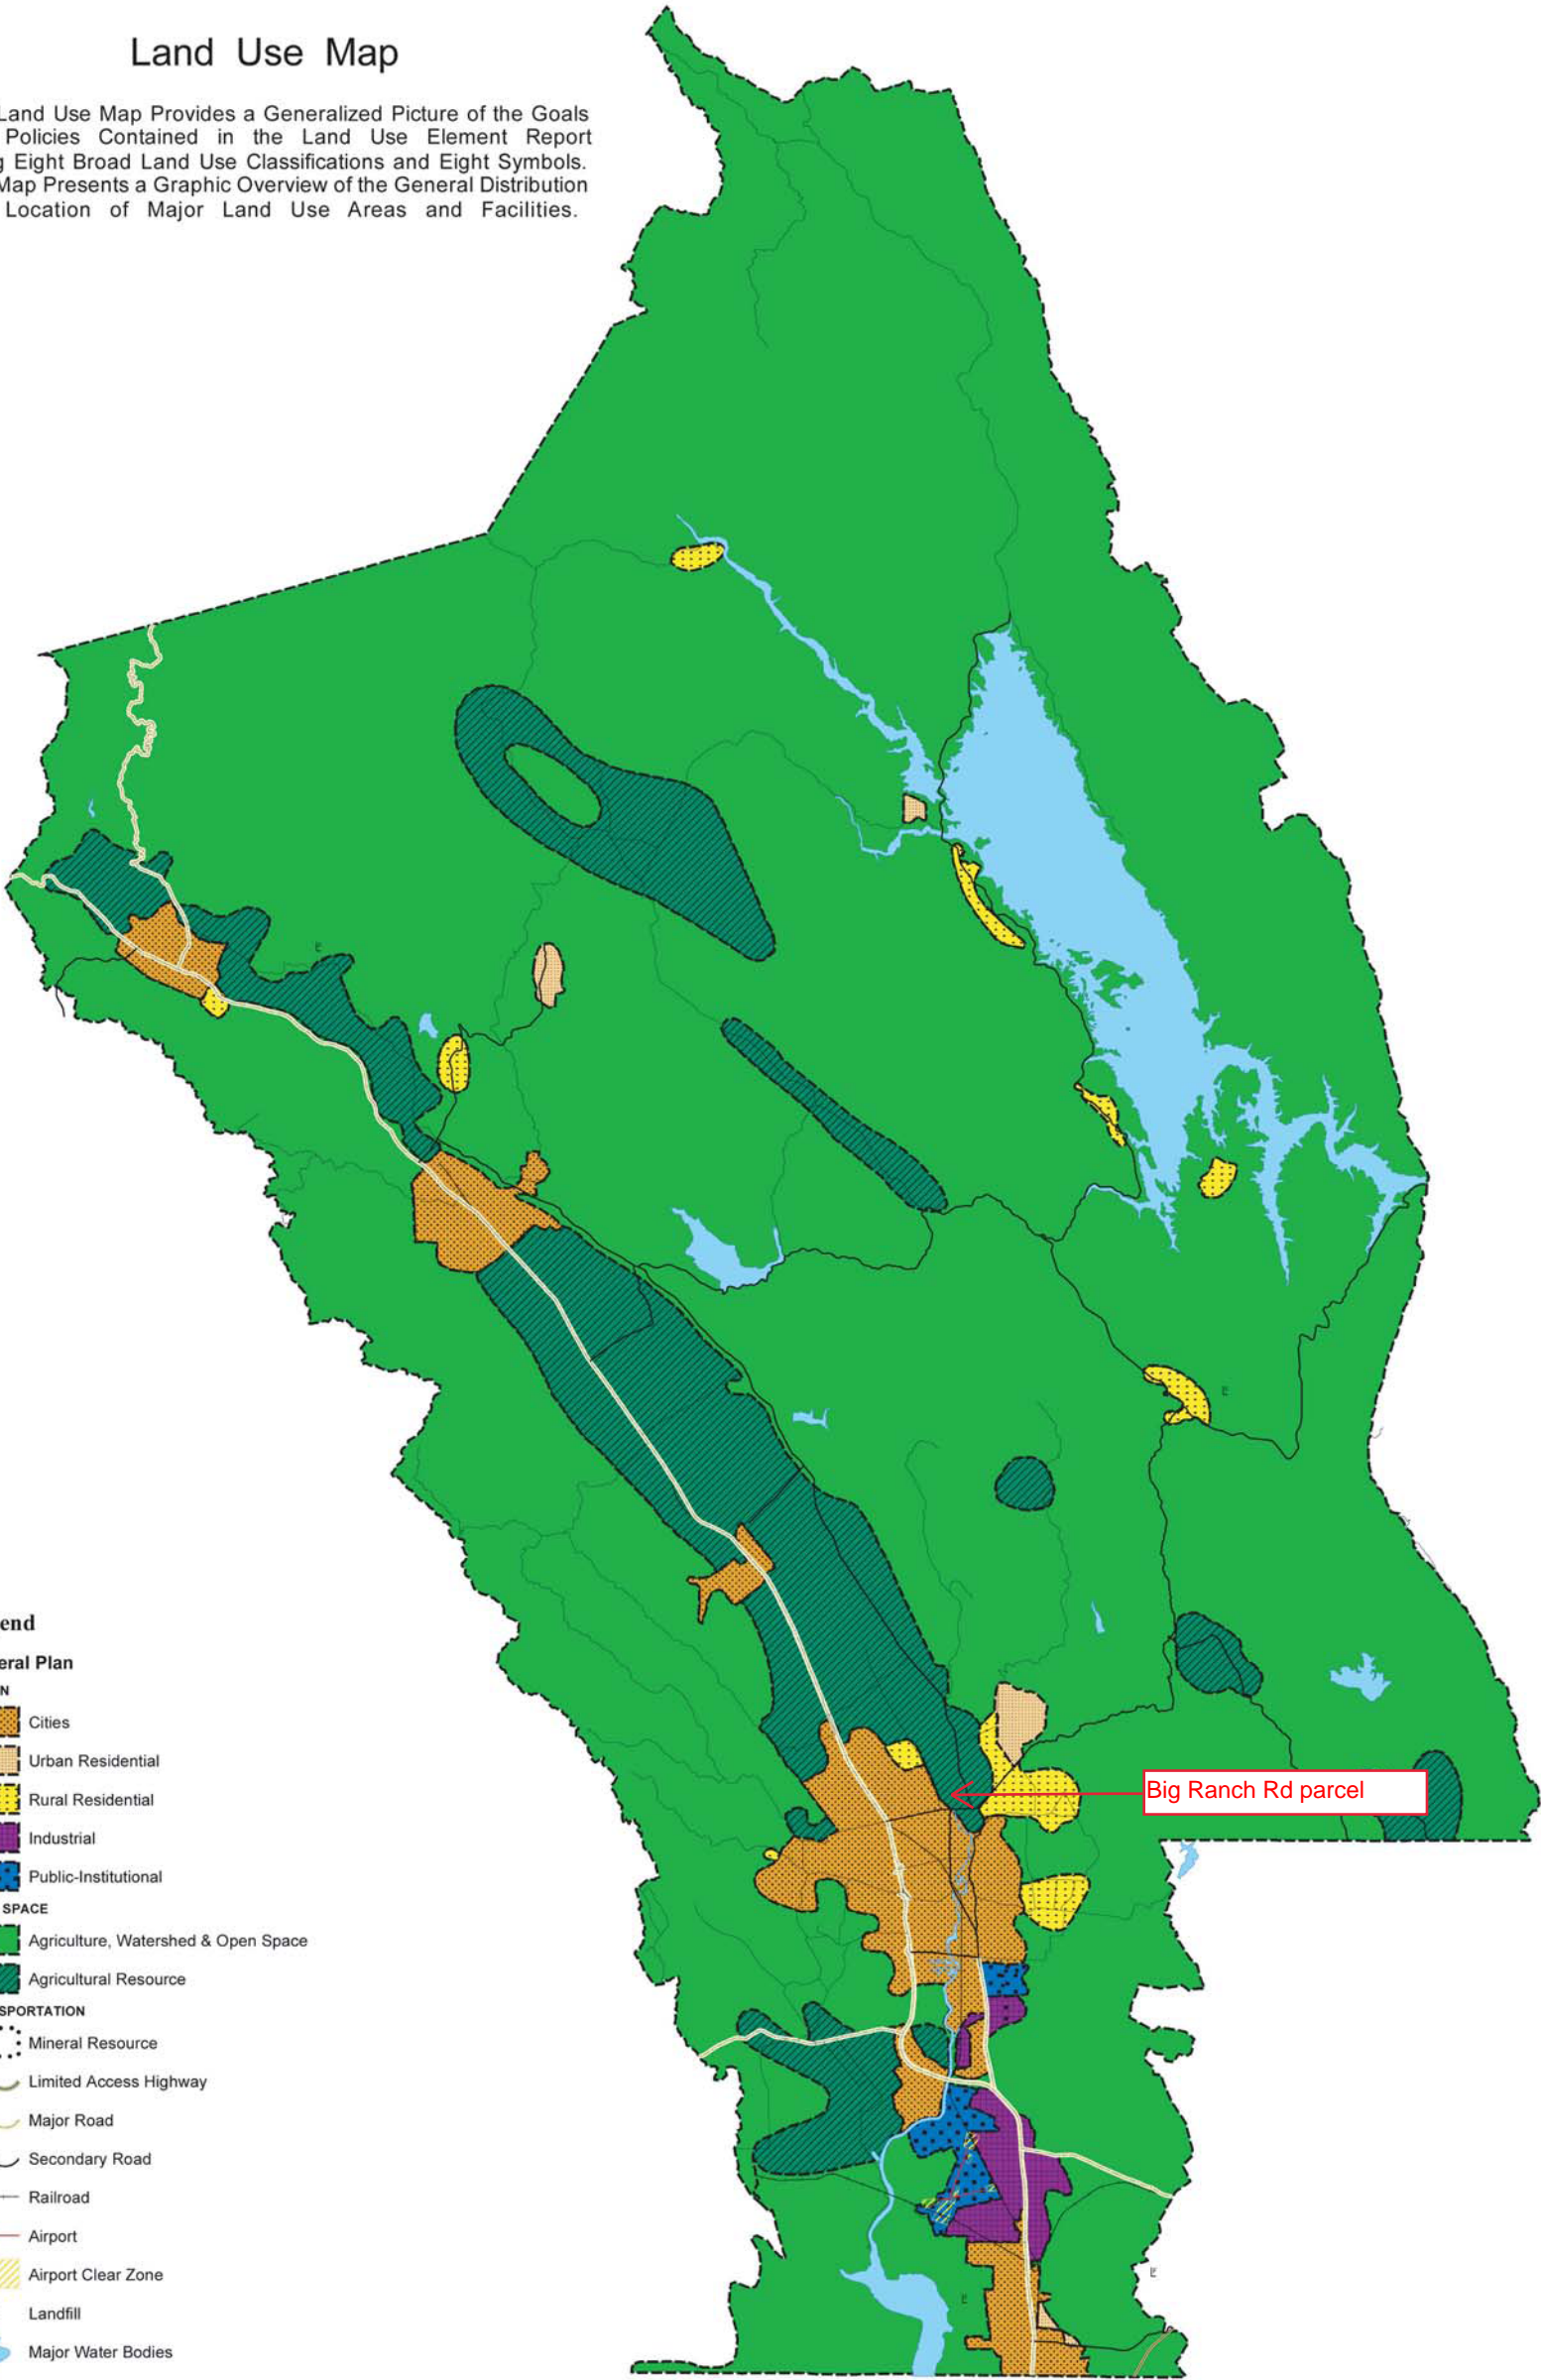 Land Use Map
Land Use Map Provides a Generalized Picture of the Goals
Policies Contained in the Land Use Element Report
g Eight Broad Land Use Classifications and Eight Symbols.
Map Presents a Graphic Overview of the General Distribution
Location of Major Land Use Areas and Facilities.
Big Ranch Rd parcel
end
eral Plan
N
Cities
Urban Residential
Rural Residential
Industrial
Public-Institutional
SPACE
Agriculture, Watershed & Open Space
Agricultural Resource
SPORTATION
Mineral Resource
Limited Access Highway
Major Road
Secondary Road
Railroad
Airport
Airport Clear Zone
Landfill
Major Water Bodies